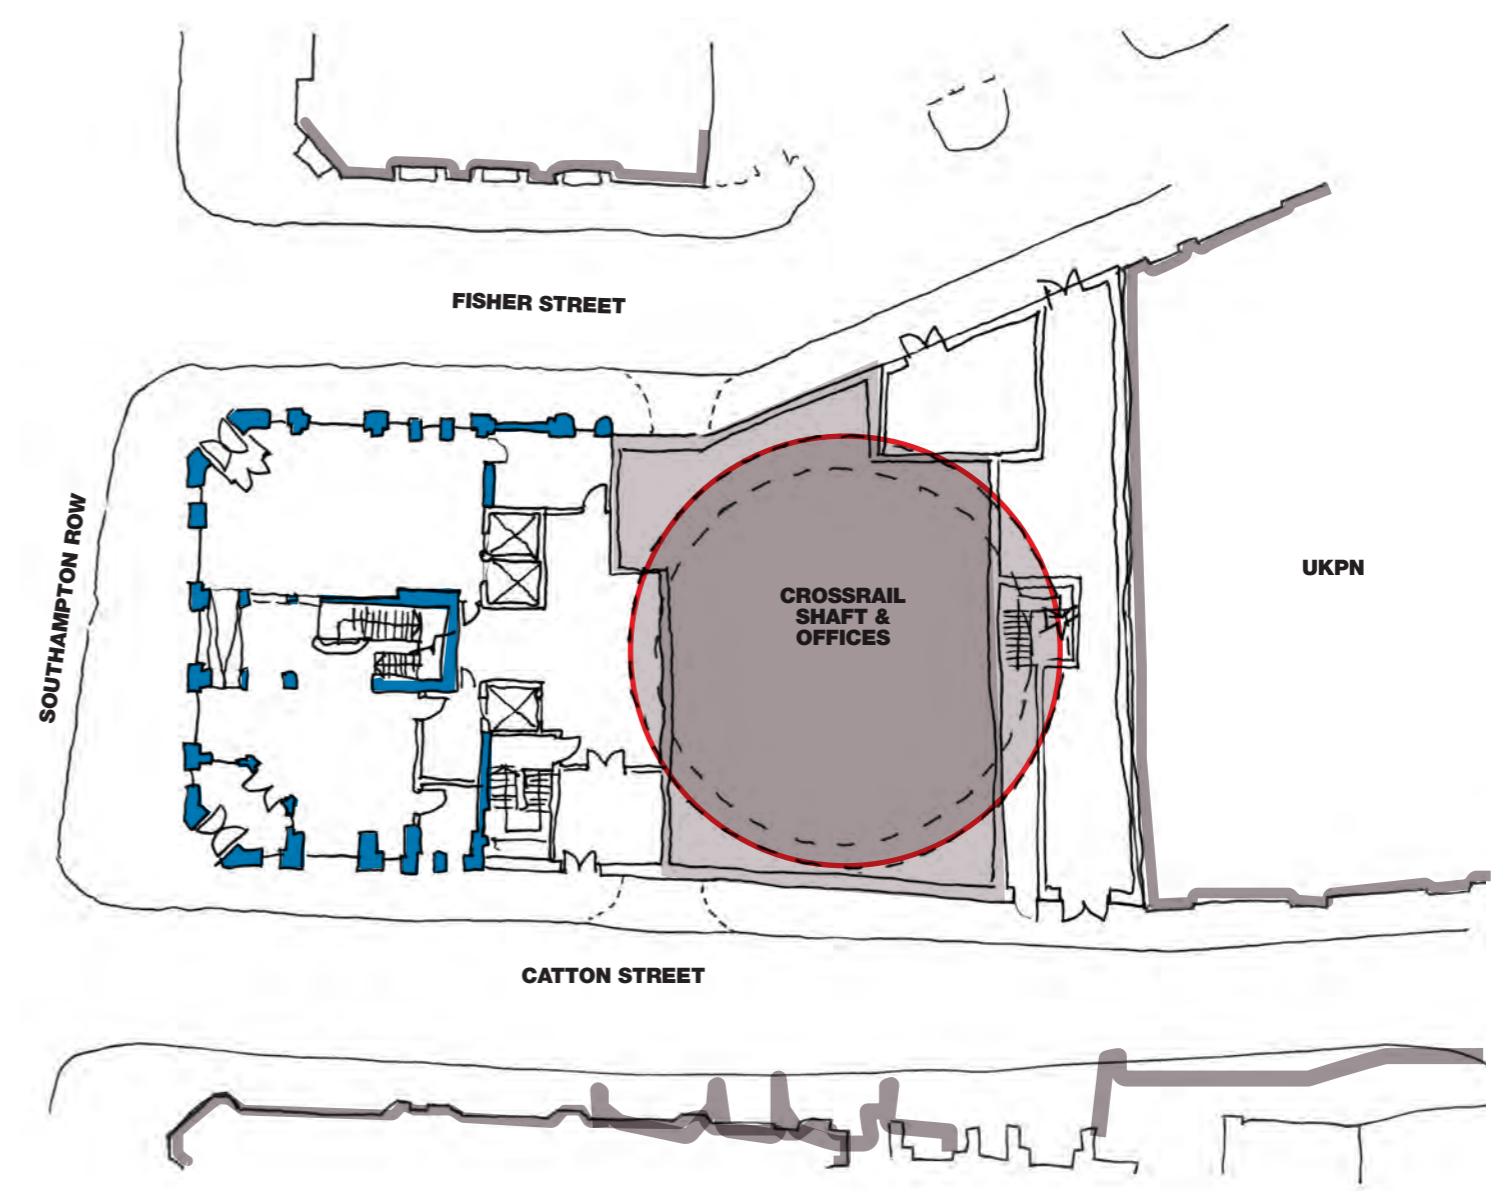 FISHER STREET
SOUTHAMPTON ROW
CROSSRAIL
SHAFT &
OFFICES
UKPN
CATTON STREET